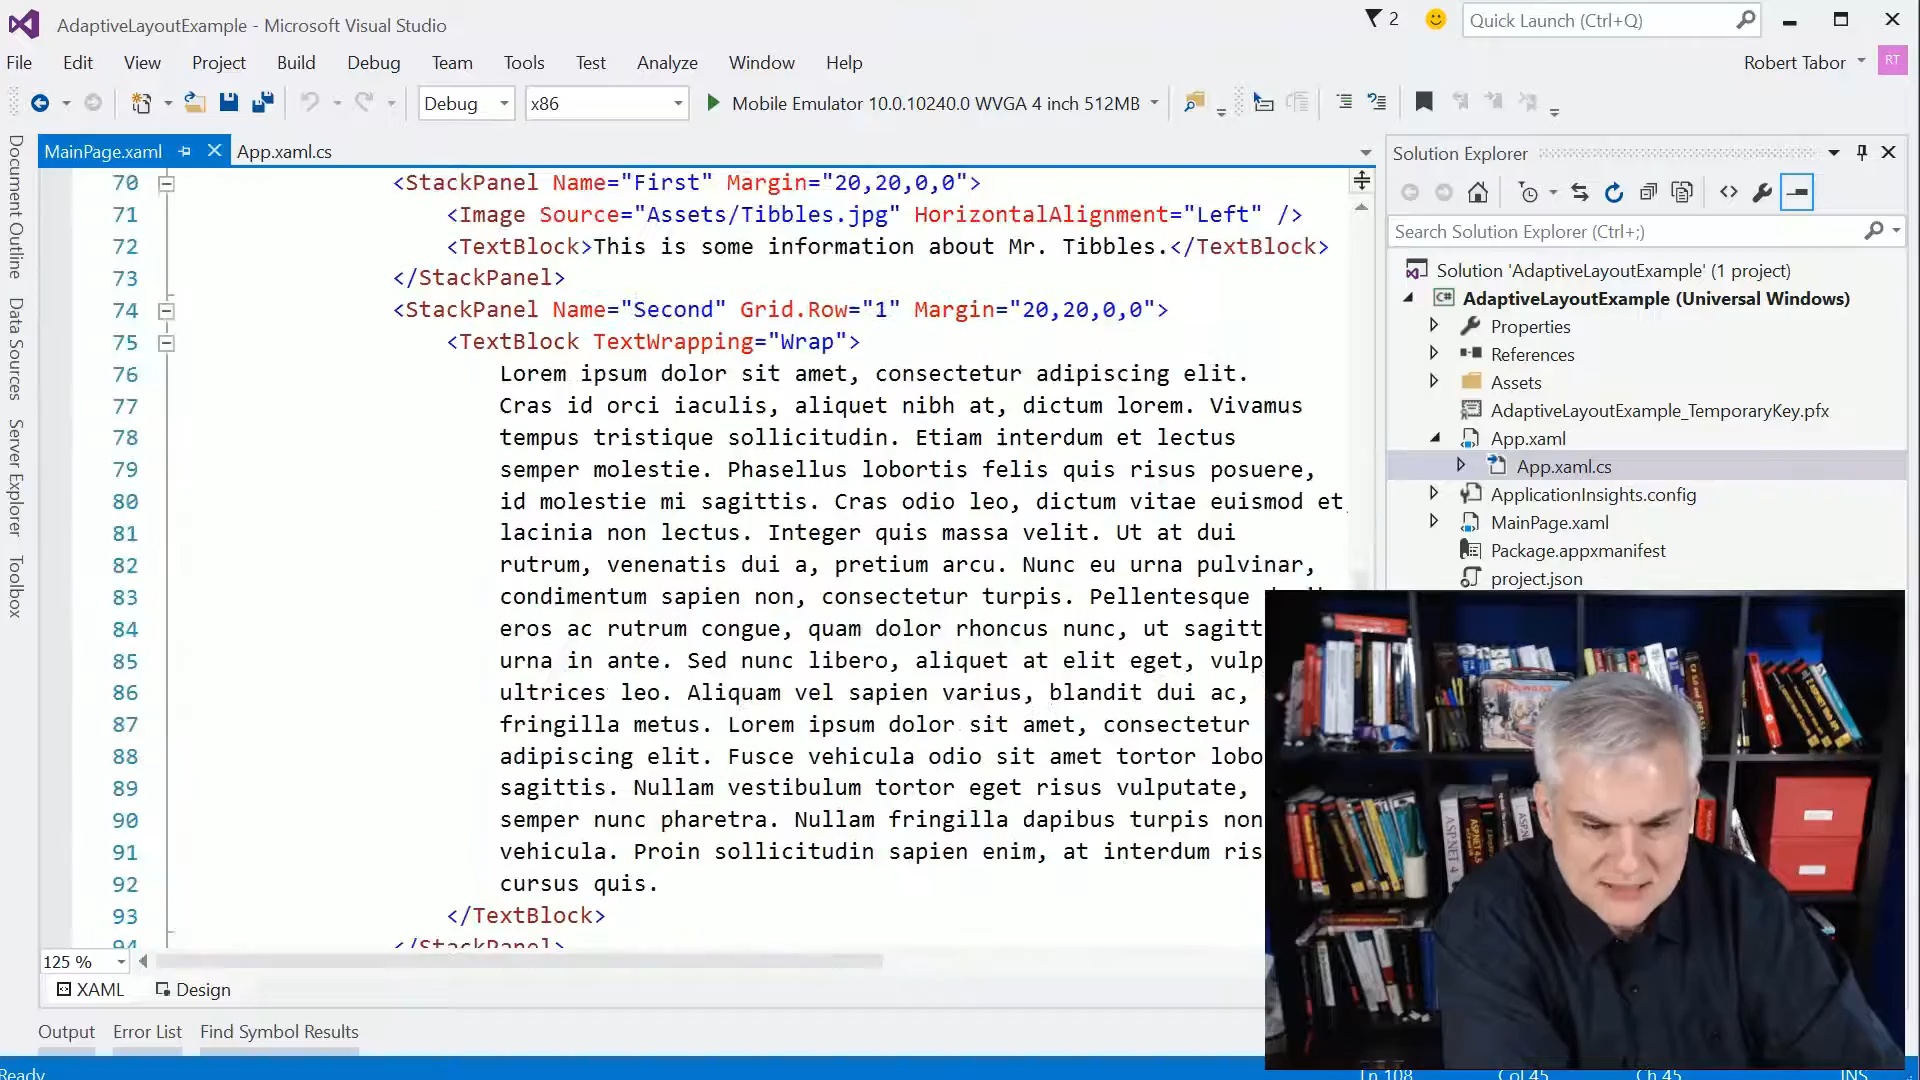 AdaptiveLayoutExample - Microsoft Visual Studio
2
Quick Launch (Ctrl+Q)
File Edit View Project Build Debug Team Tools Test Analyze Window Help
Robert Tabor
RT
Debug
x86
Mobile Emulator 10.0.10240.0 WVGA 4 inch 512MB
Document Outline
Data Sources
Server Explorer
Toolbox
MainPage.xaml
App.xaml.cs
70 <StackPanel Name="First" Margin="20,20,0,0">
71 <Image Source="Assets/Tibbles.jpg" HorizontalAlignment="Left" />
72 <TextBlock>This is some information about Mr. Tibbles.</TextBlock>
73 </StackPanel>
74 <StackPanel Name="Second" Grid.Row="1" Margin="20,20,0,0">
75 <TextBlock TextWrapping="Wrap">
76 Lorem ipsum dolor sit amet, consectetur adipiscing elit.
77 Cras id orci iaculis, aliquet nibh at, dictum lorem. Vivamus
78 tempus tristique sollicitudin. Etiam interdum et lectus
79 semper molestie. Phasellus lobortis felis quis risus posuere,
80 id molestie mi sagittis. Cras odio leo, dictum vitae euismod et,
81 lacinia non lectus. Integer quis massa velit. Ut at dui
82 rutrum, venenatis dui a, pretium arcu. Nunc eu urna pulvinar,
83 condimentum sapien non, consectetur turpis. Pellentesque
84 eros ac rutrum congue, quam dolor rhoncus nunc, ut sagitt
85 urna in ante. Sed nunc libero, aliquet at elit eget, vulp
86 ultrices leo. Aliquam vel sapien varius, blandit dui ac,
87 fringilla metus. Lorem ipsum dolor sit amet, consectetur
88 adipiscing elit. Fusce vehicula odio sit amet tortor lobo
89 sagittis. Nullam vestibulum tortor eget risus vulputate,
90 semper nunc pharetra. Nullam fringilla dapibus turpis non
91 vehicula. Proin sollicitudin sapien enim, at interdum ris
92 cursus quis.
93 </TextBlock>
94 </StackPanel>
125 %
XAML
Design
Output
Error List
Find Symbol Results
Ready
Ln 108
Col 45
Ch 45
INS
Solution Explorer
Search Solution Explorer (Ctrl+;)
Solution 'AdaptiveLayoutExample' (1 project)
AdaptiveLayoutExample (Universal Windows)
Properties
References
Assets
AdaptiveLayoutExample_TemporaryKey.pfx
App.xaml
App.xaml.cs
ApplicationInsights.config
MainPage.xaml
Package.appxmanifest
project.json